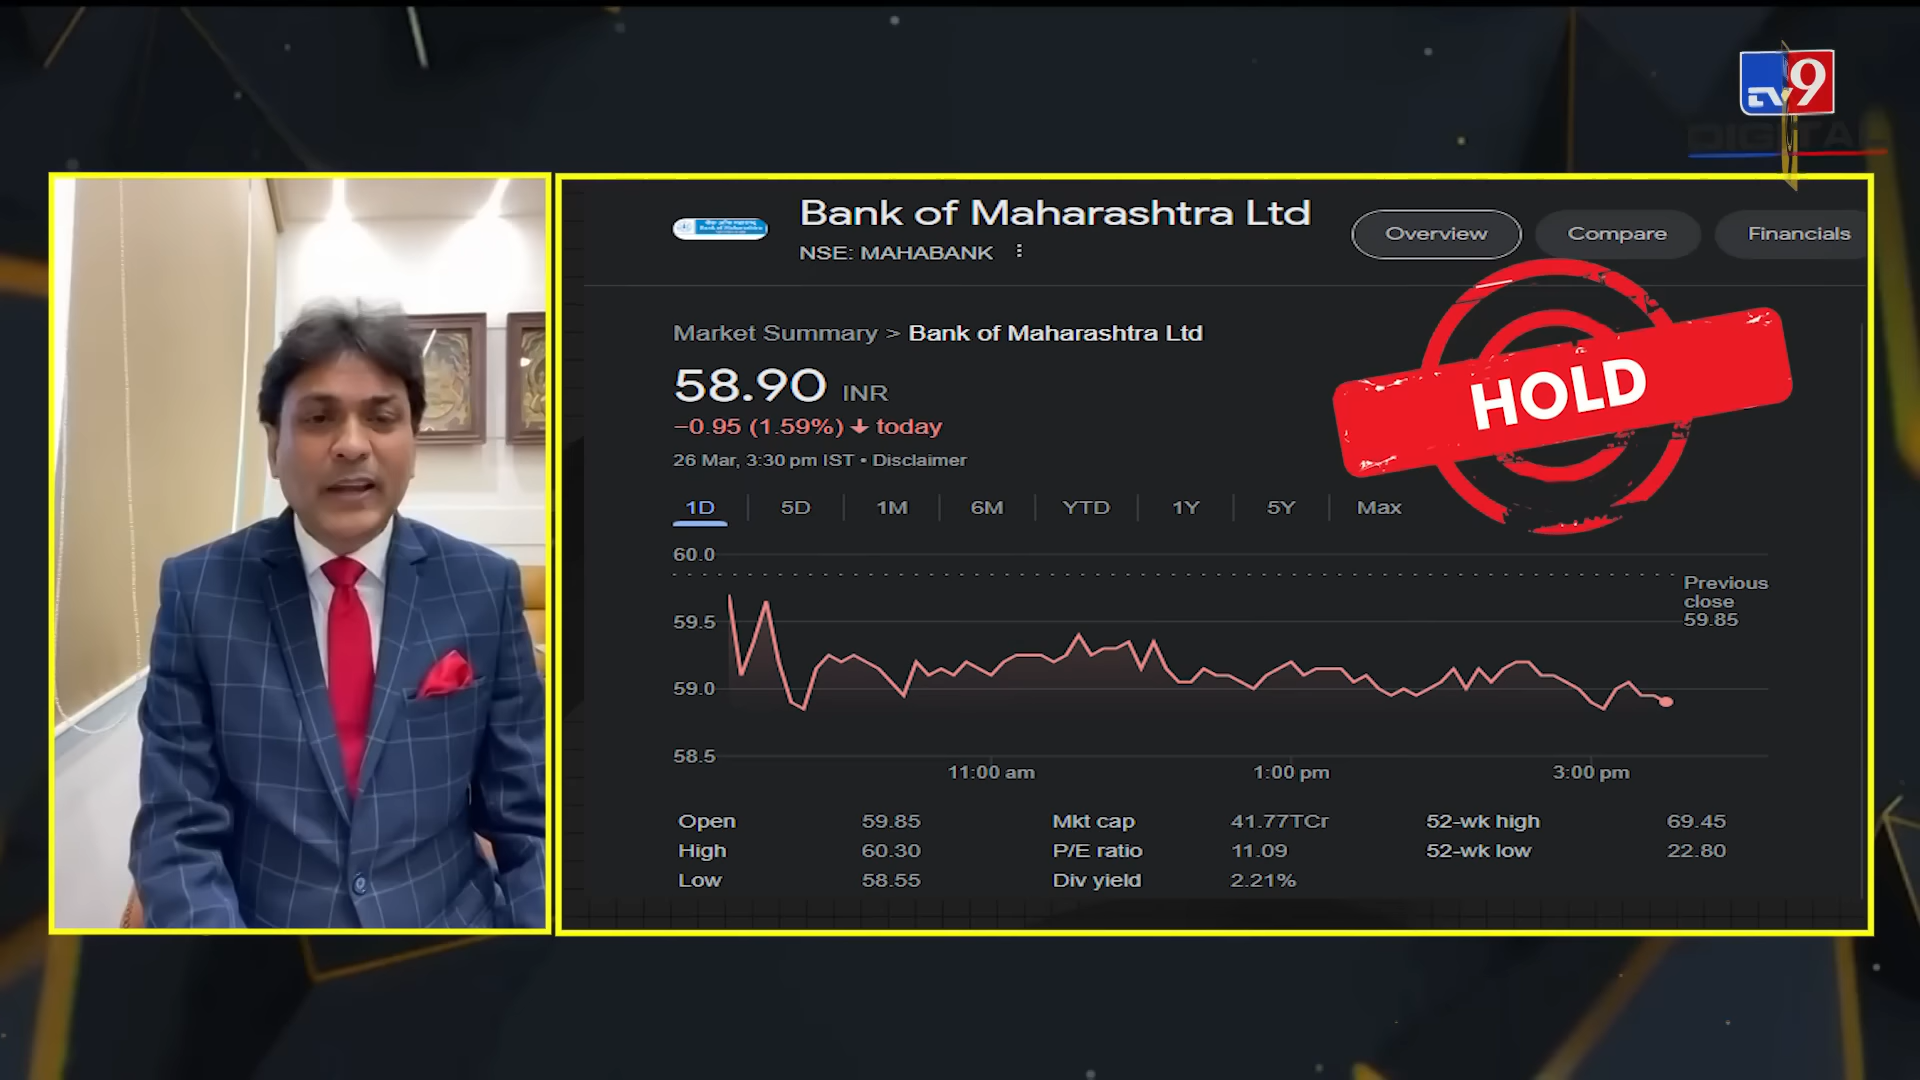 TV9
DIGITAL
Bank of Maharashtra Ltd
NSE: MAHABANK
Overview
Compare
Financials
Market Summary > Bank of Maharashtra Ltd
HOLD
58.90 INR
−0.95 (1.59%) ↓ today
26 Mar, 3:30 pm IST • Disclaimer
1D 5D 1M 6M YTD 1Y 5Y Max
60.0
59.5
59.0
58.5
Previous
close
59.85
11:00 am 1:00 pm 3:00 pm
Open 59.85 Mkt cap 41.77TCr 52-wk high 69.45
High 60.30 P/E ratio 11.09 52-wk low 22.80
Low 58.55 Div yield 2.21%